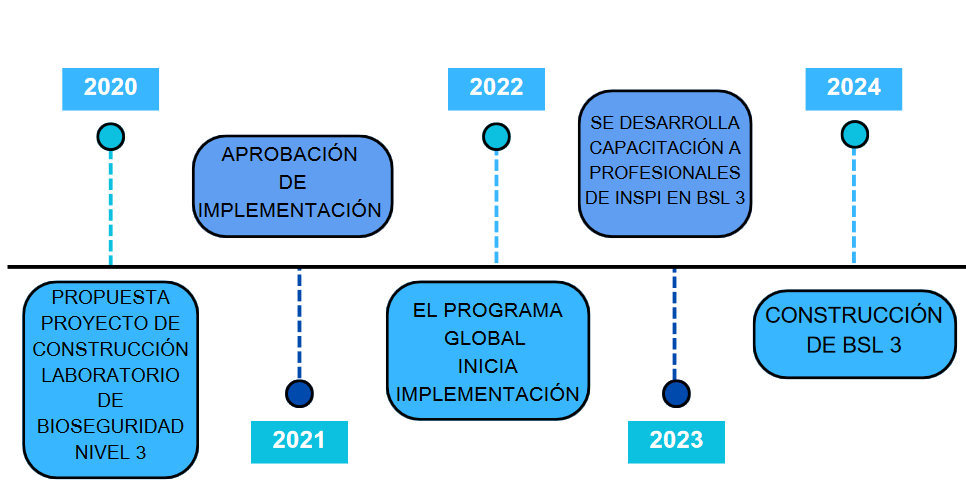 2020
PROPUESTA
PROYECTO DE
CONSTRUCCIÓN
LABORATORIO
DE
BIOSEGURIDAD
NIVEL 3
APROBACIÓN
DE
IMPLEMENTACIÓN
2021
2022
EL PROGRAMA
GLOBAL
INICIA
IMPLEMENTACIÓN
SE DESARROLLA
CAPACITACIÓN A
PROFESIONALES
DE INSPI EN BSL 3
2023
2024
CONSTRUCCIÓN
DE BSL 3